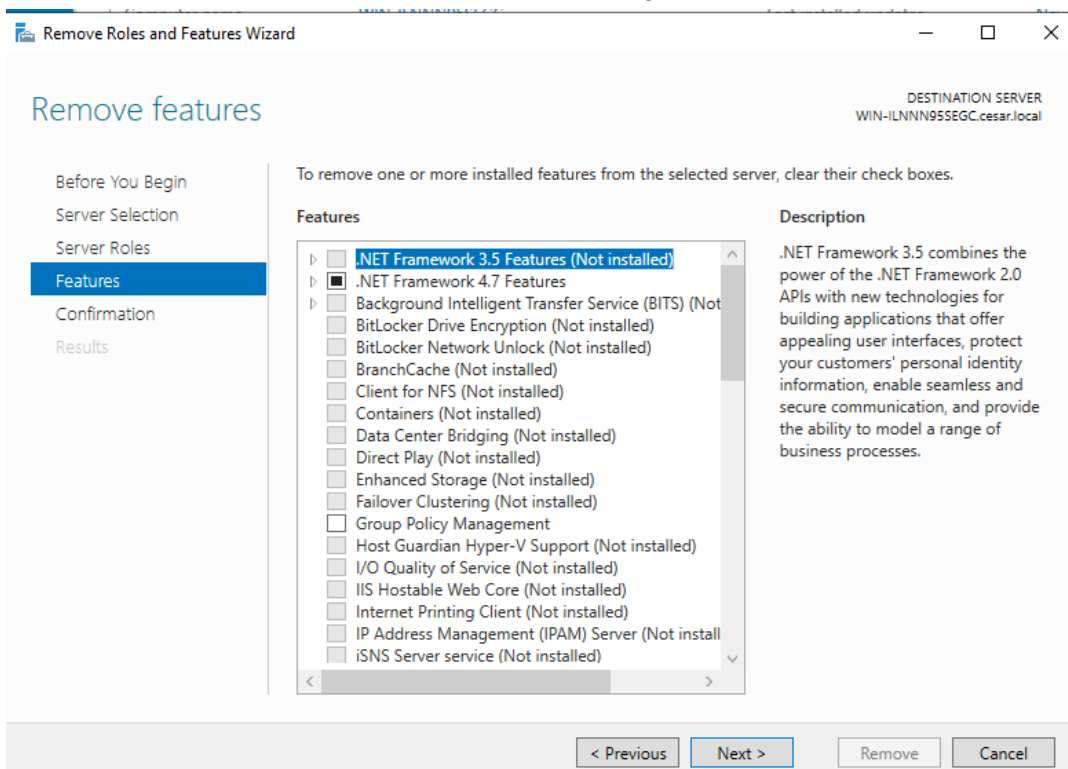 Remove Roles and Features Wizard
Remove features
DESTINATION SERVER
WIN-ILNNN95SEGC.cesar.local
Before You Begin
Server Selection
Server Roles
Features
Confirmation
Results
To remove one or more installed features from the selected server, clear their check boxes.
Features
.NET Framework 3.5 Features (Not installed)
.NET Framework 4.7 Features
Background Intelligent Transfer Service (BITS) (Not
BitLocker Drive Encryption (Not installed)
BitLocker Network Unlock (Not installed)
BranchCache (Not installed)
Client for NFS (Not installed)
Containers (Not installed)
Data Center Bridging (Not installed)
Direct Play (Not installed)
Enhanced Storage (Not installed)
Failover Clustering (Not installed)
Group Policy Management
Host Guardian Hyper-V Support (Not installed)
I/O Quality of Service (Not installed)
IIS Hostable Web Core (Not installed)
Internet Printing Client (Not installed)
IP Address Management (IPAM) Server (Not install
iSNS Server service (Not installed)
Description
.NET Framework 3.5 combines the
power of the .NET Framework 2.0
APIs with new technologies for
building applications that offer
appealing user interfaces, protect
your customers' personal identity
information, enable seamless and
secure communication, and provide
the ability to model a range of
business processes.
< Previous
Next >
Remove
Cancel